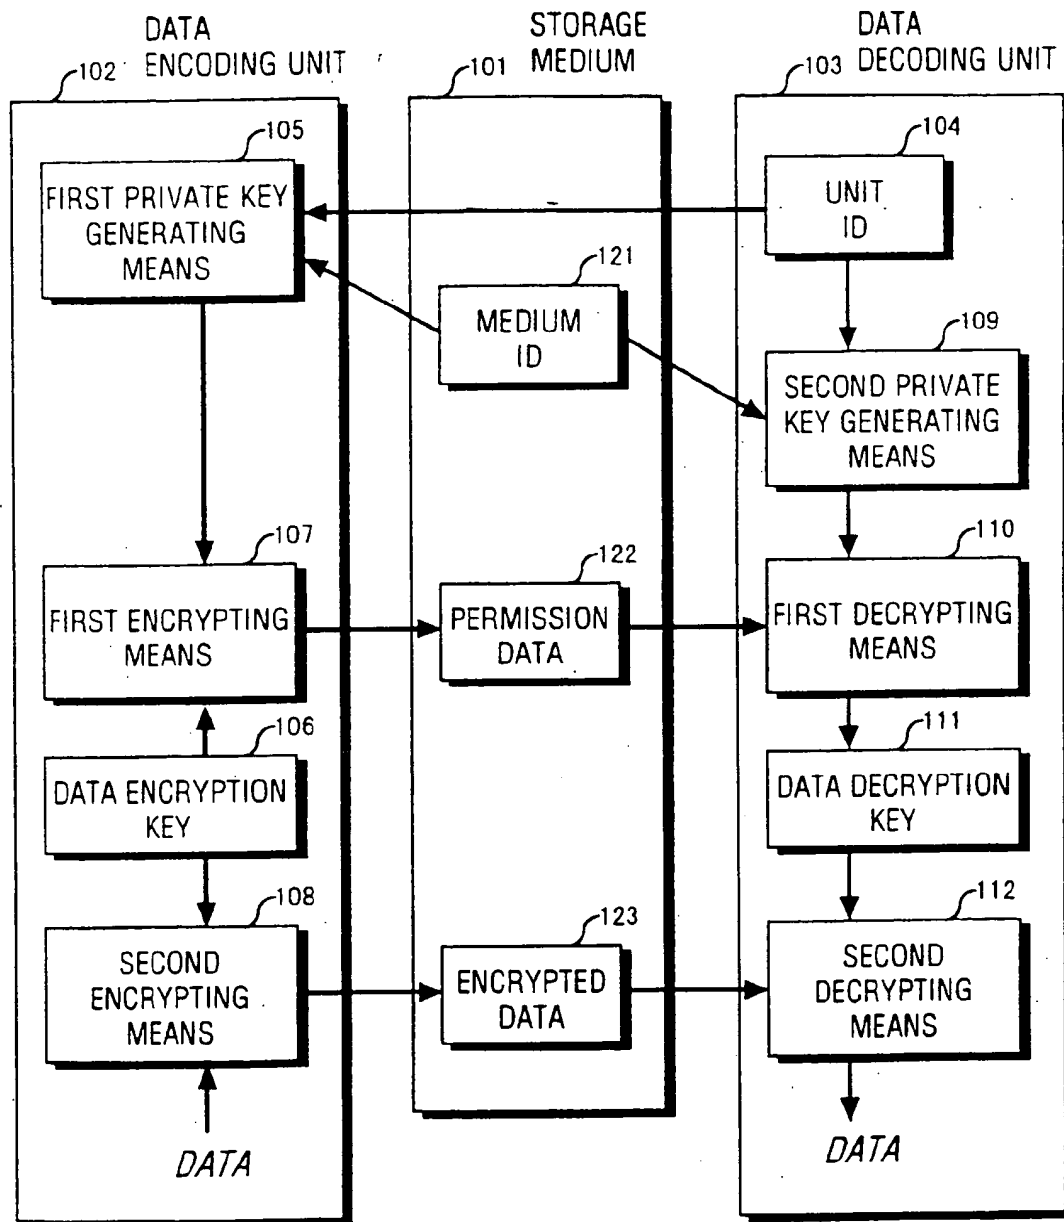 DATA
ENCODING UNIT
102
STORAGE
MEDIUM
101
DATA
DECODING UNIT
103
105
FIRST PRIVATE KEY
GENERATING
MEANS
104
UNIT
ID
121
MEDIUM
ID
109
SECOND PRIVATE
KEY GENERATING
MEANS
107
FIRST ENCRYPTING
MEANS
122
PERMISSION
DATA
110
FIRST DECRYPTING
MEANS
106
DATA ENCRYPTION
KEY
111
DATA DECRYPTION
KEY
108
SECOND
ENCRYPTING
MEANS
123
ENCRYPTED
DATA
112
SECOND
DECRYPTING
MEANS
DATA
DATA